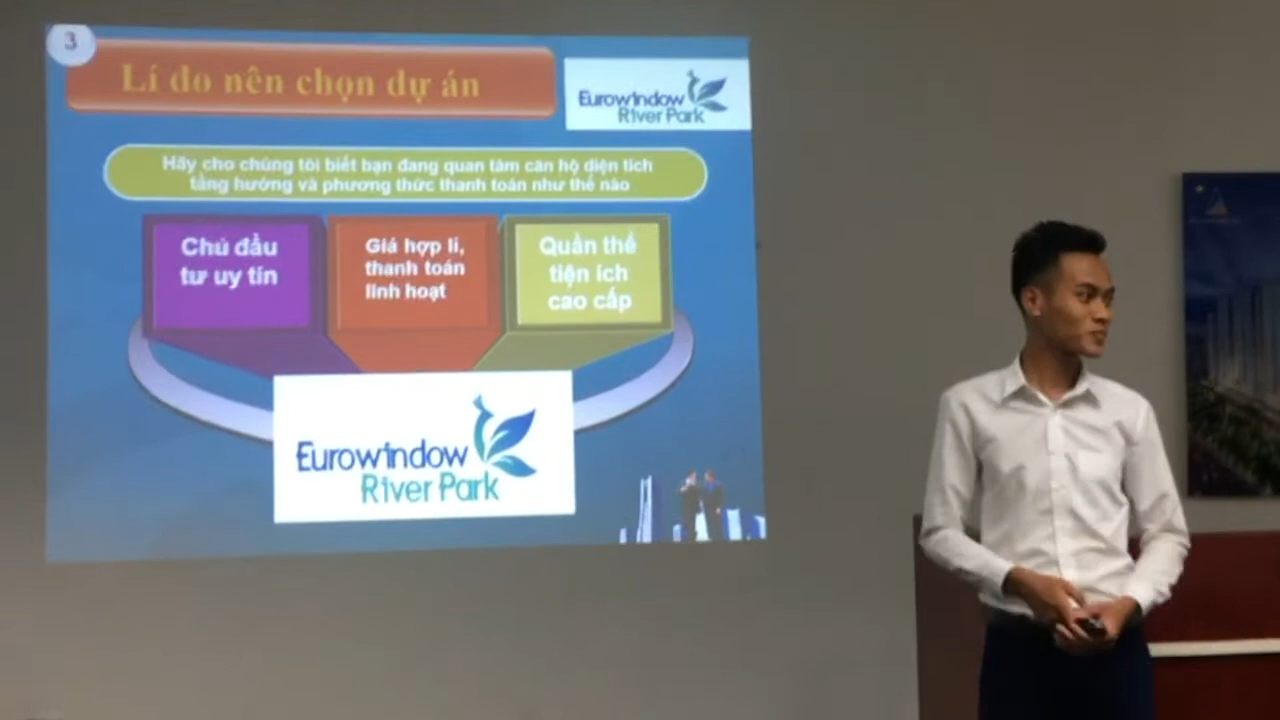 3
Lí do nên chọn dự án
Eurowindow
River Park
Hãy cho chúng tôi biết bạn đang quan tâm căn hộ diện tích
tầng hướng và phương thức thanh toán như thế nào
Chủ đầu
tư uy tín
Giá hợp lí,
thanh toán
linh hoạt
Quần thể
tiện ích
cao cấp
Eurowindow
River Park